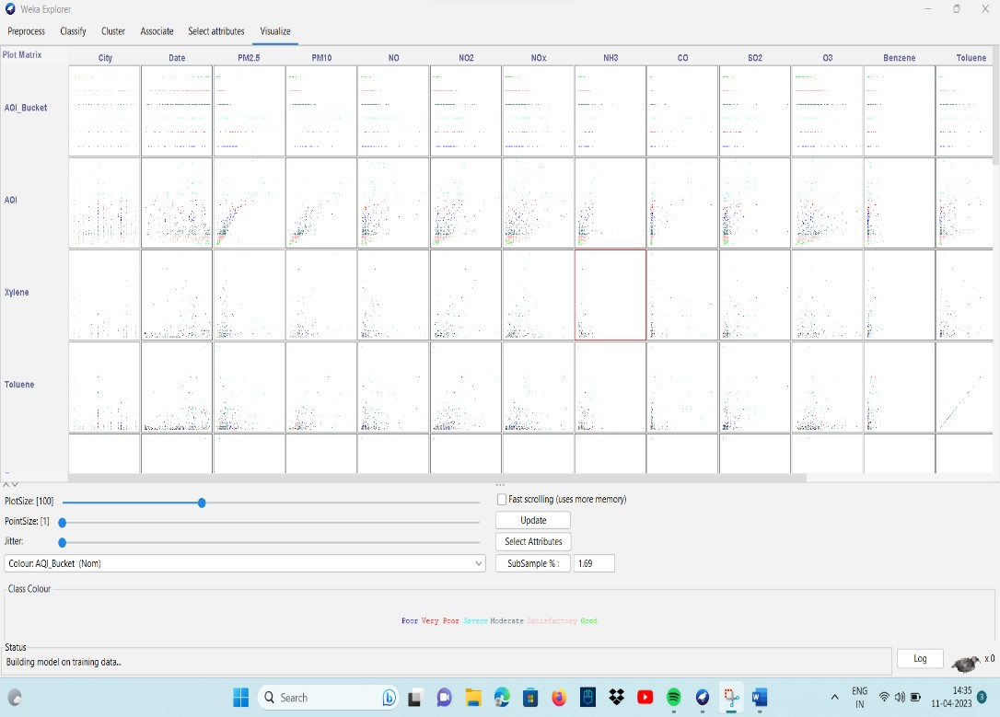 Weka Explorer
Preprocess Classify Cluster Associate Select attributes Visualize
Plot Matrix City Date PM2.5 PM10 NO NO2 NOx NH3 CO SO2 O3 Benzene Toluene
AQI_Bucket
AQI
Xylene
Toluene
PlotSize: [100]
Fast scrolling (uses more memory)
PointSize: [1]
Update
Jitter:
Select Attributes
Colour: AQI_Bucket (Nom)
SubSample % :
1.69
Class Colour
Poor Very Poor Severe Moderate Satisfactory Good
Status
Building model on training data...
Log
x 0
Search
ENG
IN
14:35
11-04-2023
3